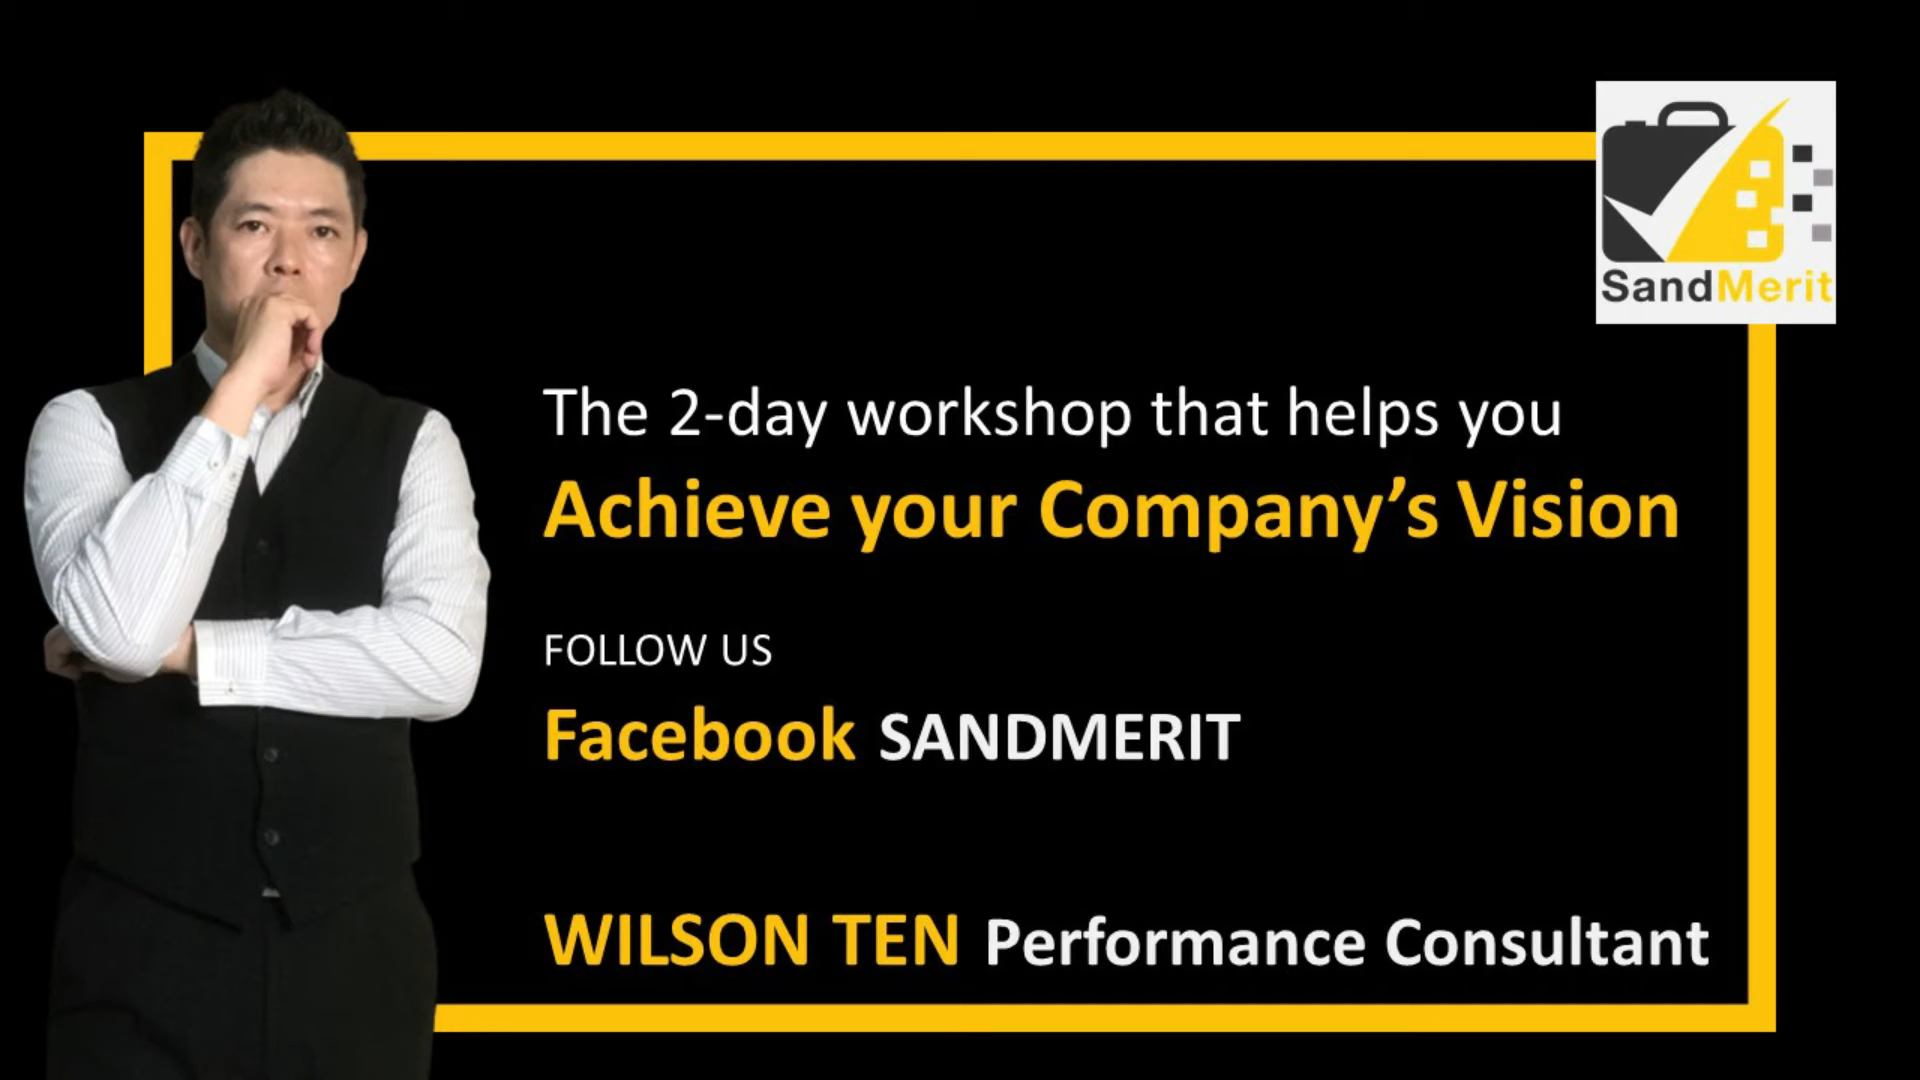 SandMerit
The 2-day workshop that helps you
Achieve your Company’s Vision
FOLLOW US
Facebook SANDMERIT
WILSON TEN Performance Consultant